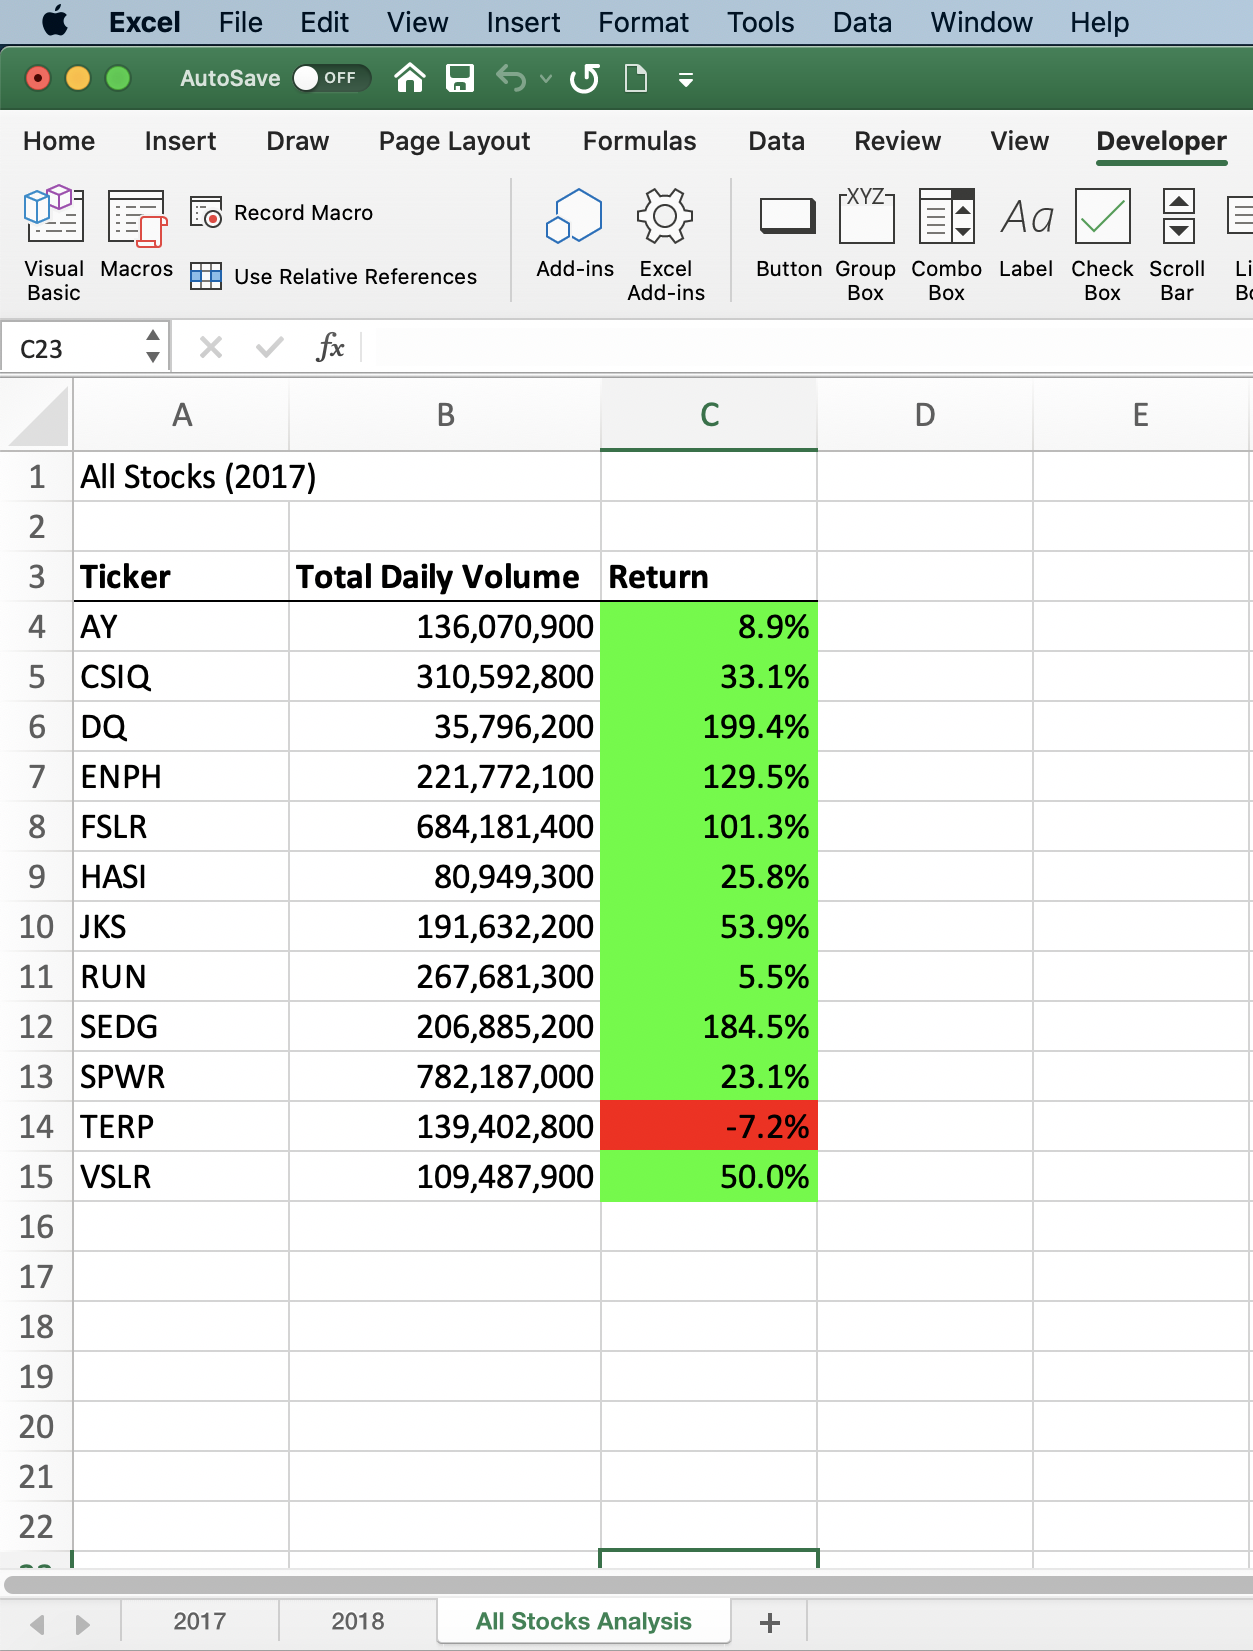 Excel File Edit View Insert Format Tools Data Window Help
AutoSave OFF
Home Insert Draw Page Layout Formulas Data Review View Developer
Visual Basic
Macros
Record Macro
Use Relative References
Add-ins
Excel Add-ins
Button
XYZ
Group Box
Combo Box
Aa
Label
Check Box
Scroll Bar
C23 fx
A B C D E
1 All Stocks (2017)
2
3 Ticker Total Daily Volume Return
4 AY 136,070,900 8.9%
5 CSIQ 310,592,800 33.1%
6 DQ 35,796,200 199.4%
7 ENPH 221,772,100 129.5%
8 FSLR 684,181,400 101.3%
9 HASI 80,949,300 25.8%
10 JKS 191,632,200 53.9%
11 RUN 267,681,300 5.5%
12 SEDG 206,885,200 184.5%
13 SPWR 782,187,000 23.1%
14 TERP 139,402,800 -7.2%
15 VSLR 109,487,900 50.0%
16
17
18
19
20
21
22
2017 2018 All Stocks Analysis +